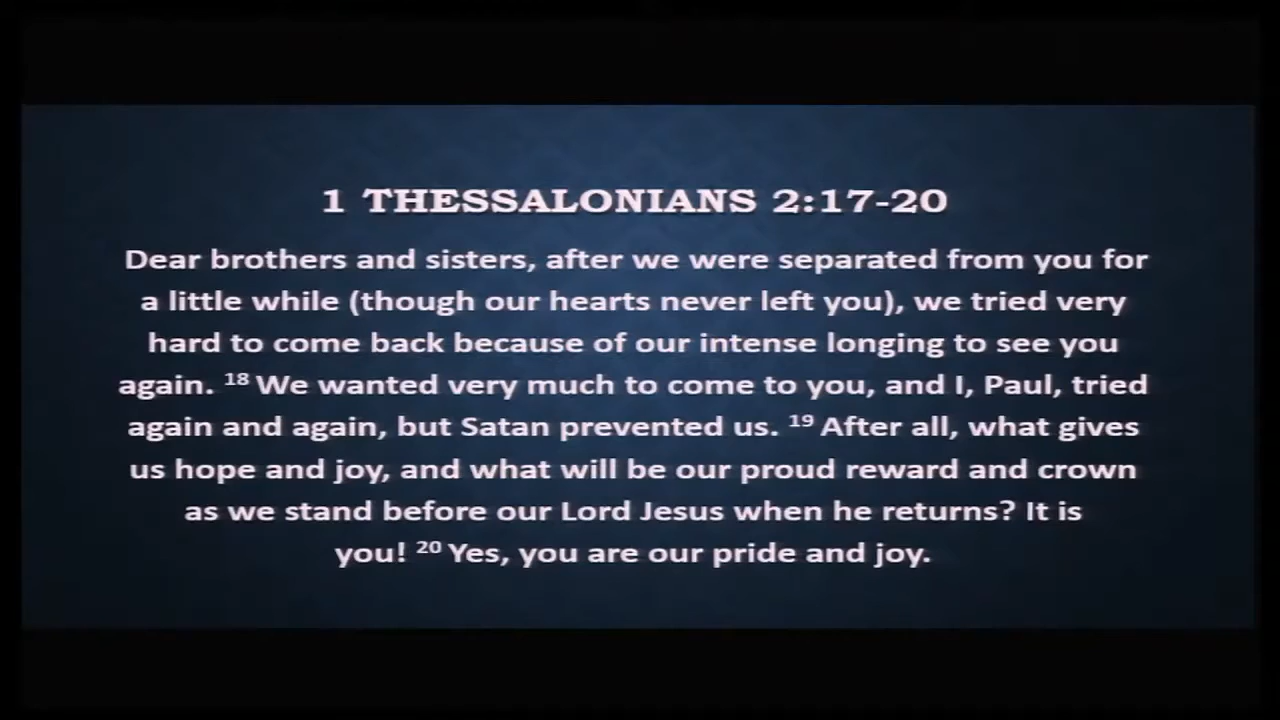 1 THESSALONIANS 2:17-20
Dear brothers and sisters, after we were separated from you for
a little while (though our hearts never left you), we tried very
hard to come back because of our intense longing to see you
again. 18 We wanted very much to come to you, and I, Paul, tried
again and again, but Satan prevented us. 19 After all, what gives
us hope and joy, and what will be our proud reward and crown
as we stand before our Lord Jesus when he returns? It is
you! 20 Yes, you are our pride and joy.